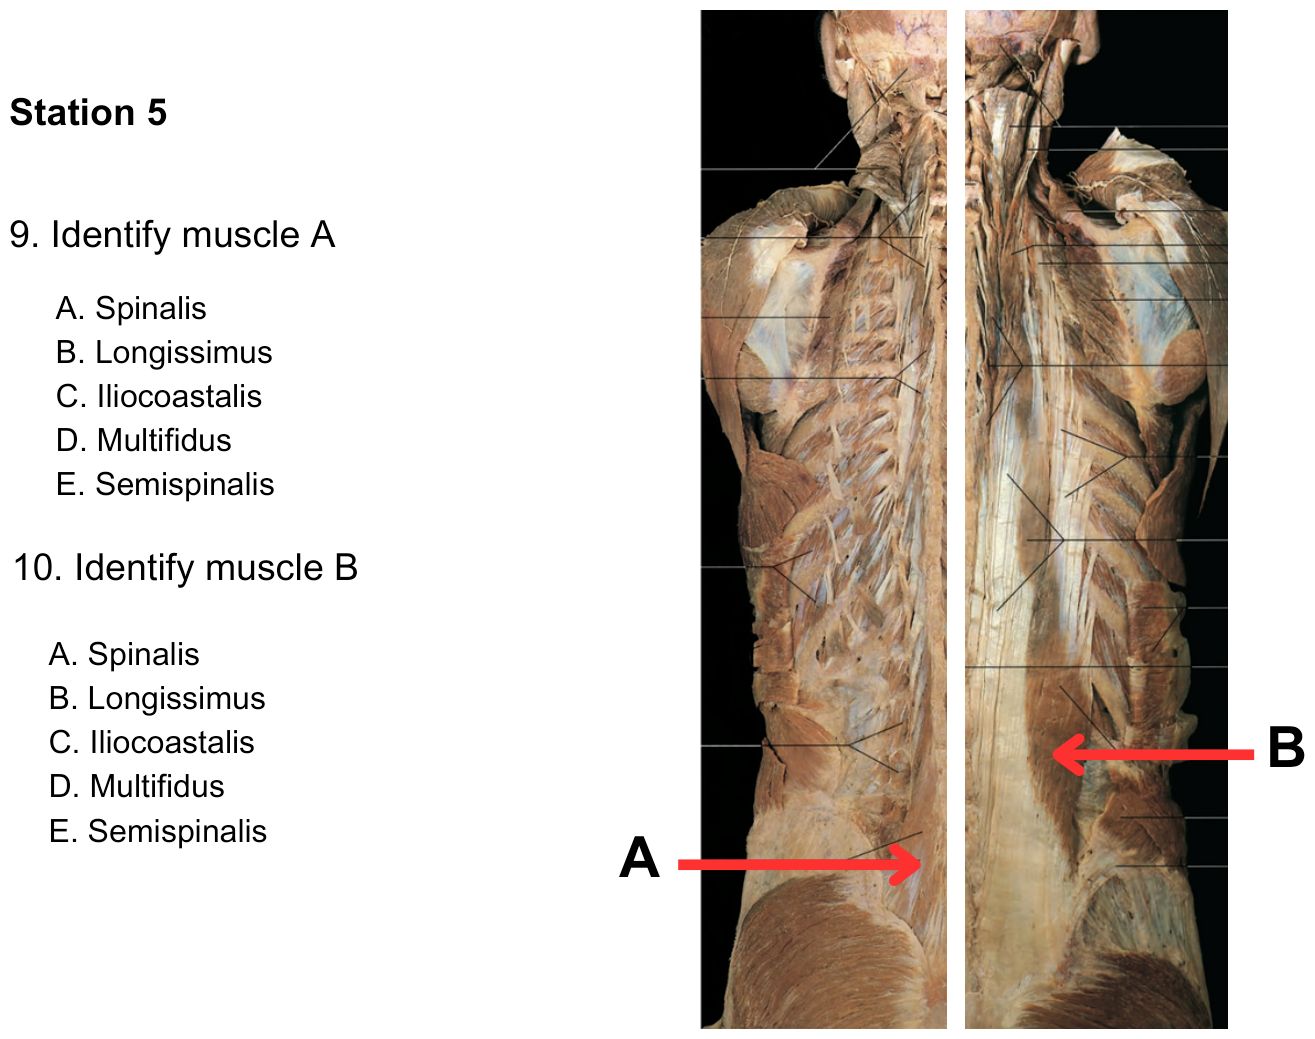 Station 5
9. Identify muscle A
A. Spinalis
B. Longissimus
C. Iliocoastalis
D. Multifidus
E. Semispinalis
10. Identify muscle B
A. Spinalis
B. Longissimus
C. Iliocoastalis
D. Multifidus
E. Semispinalis
A
B